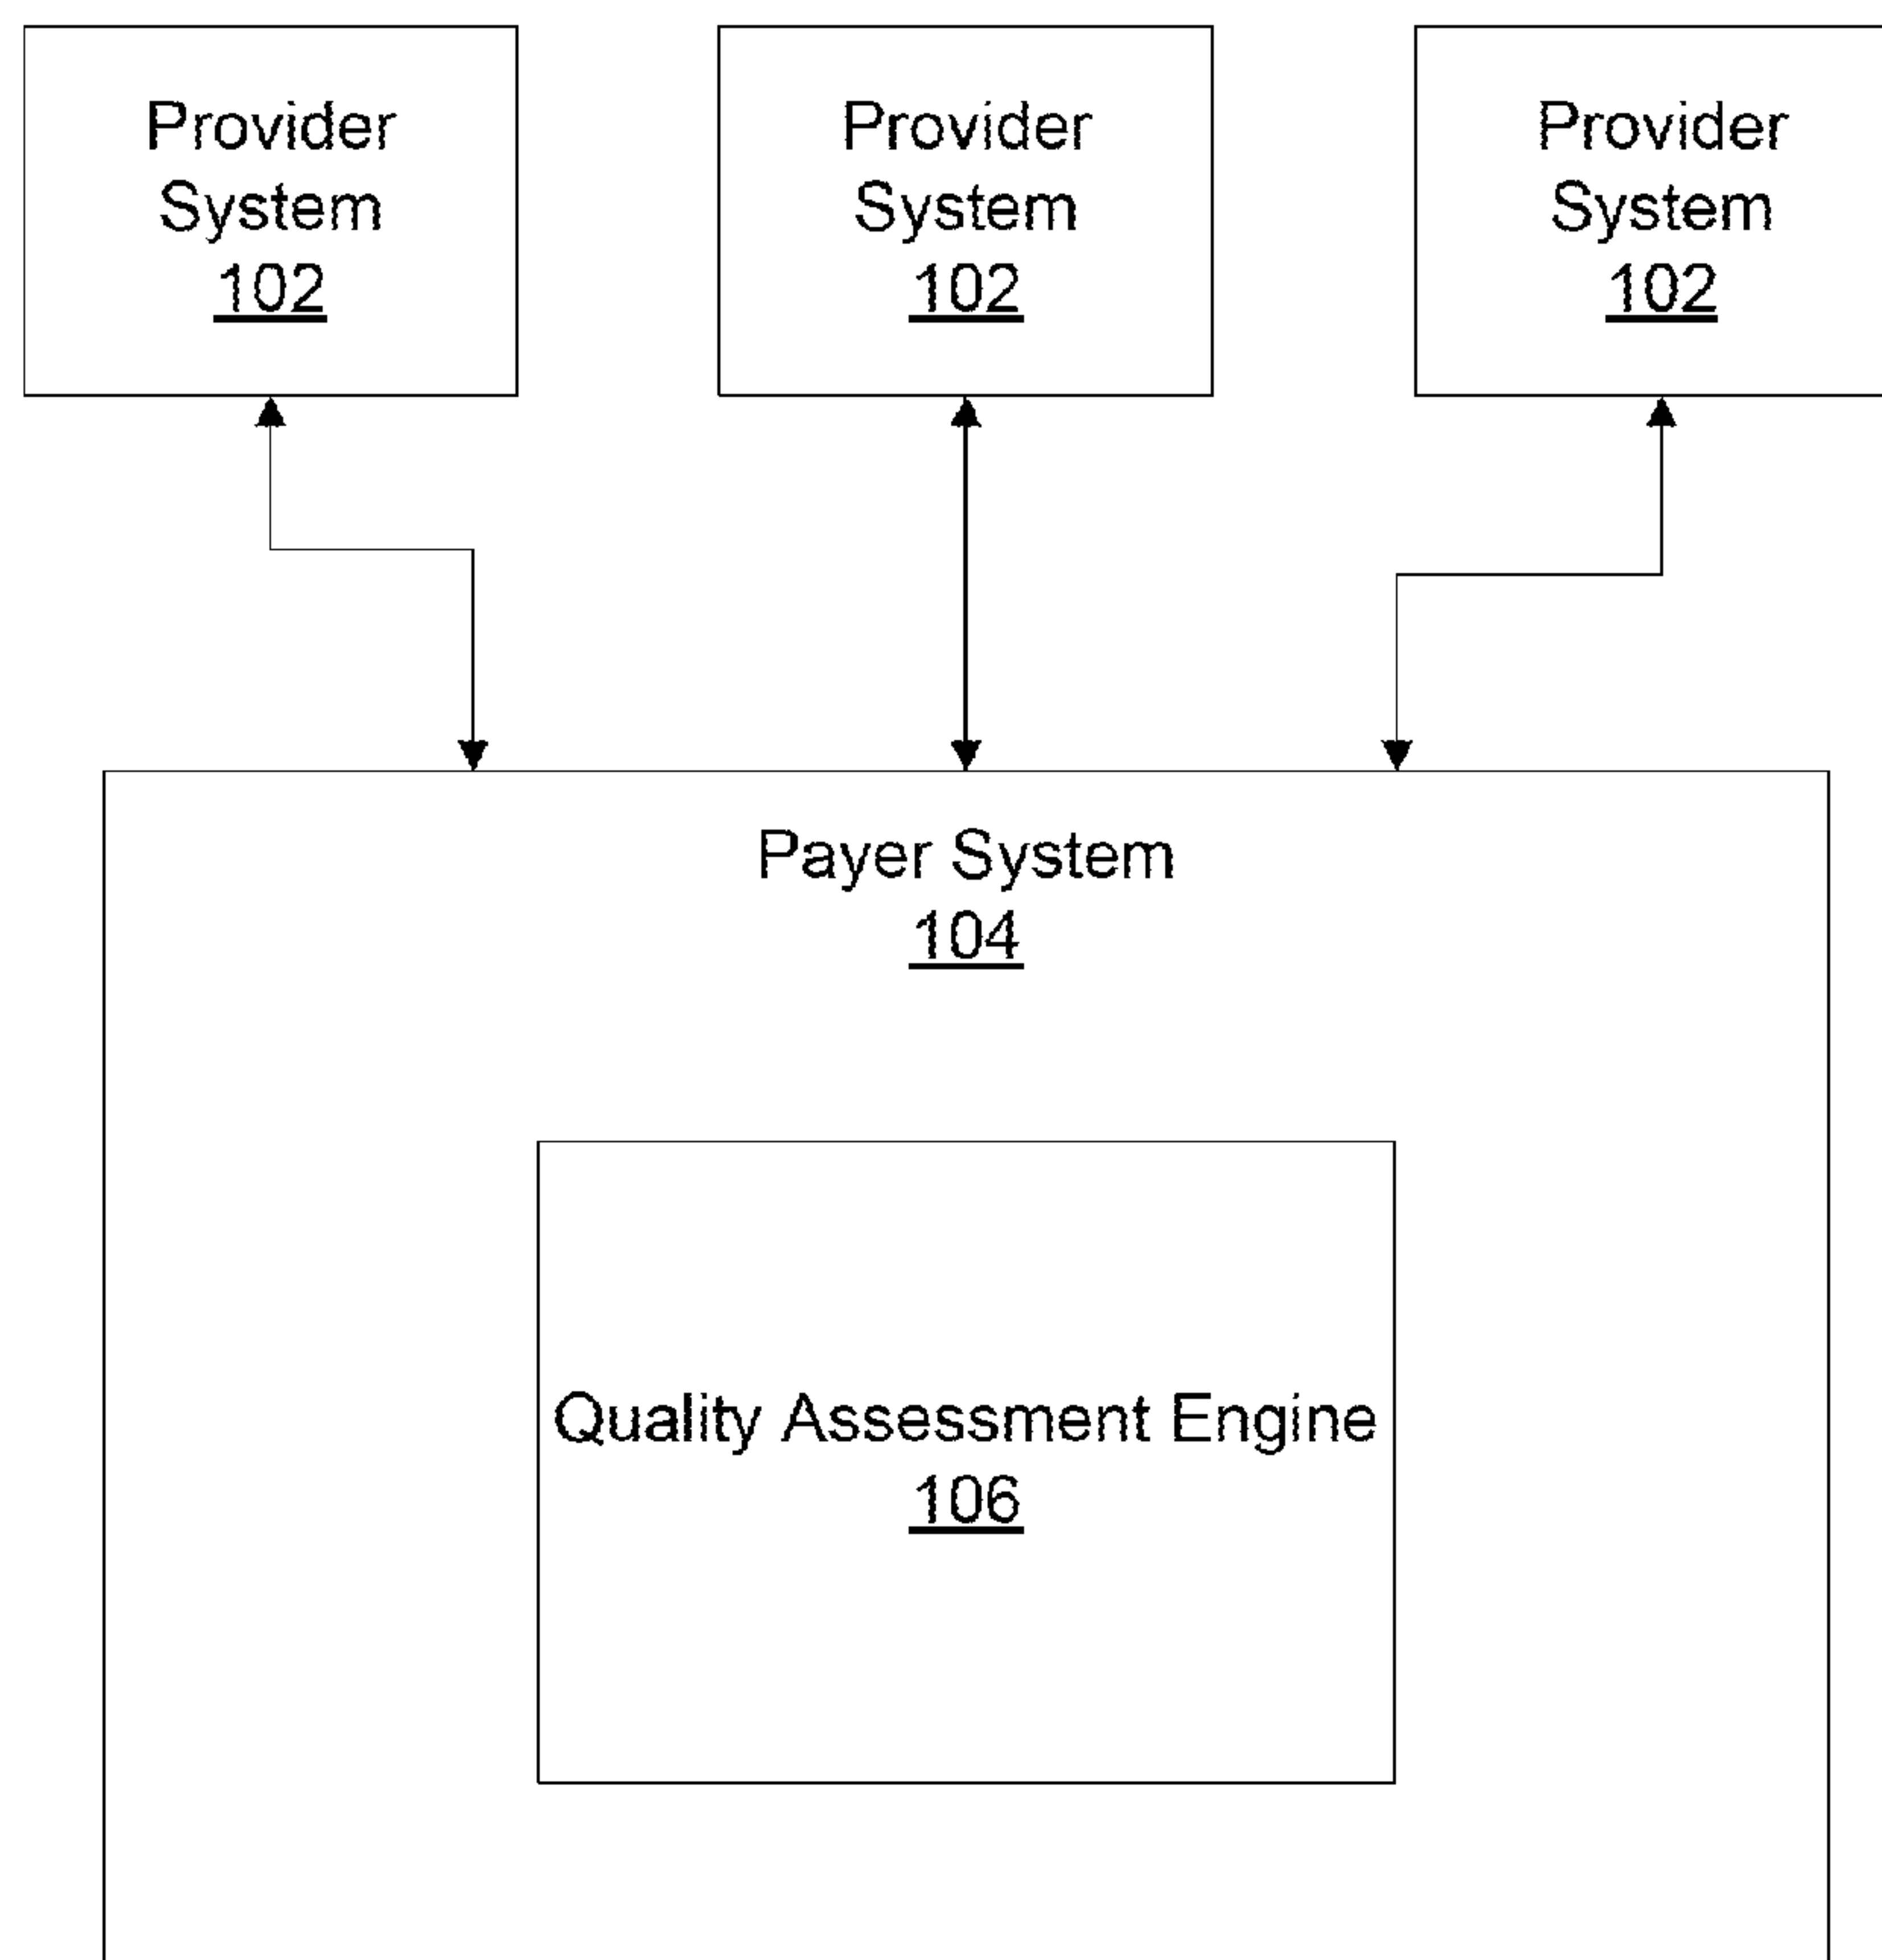 Provider
System
102
Provider
System
102
Provider
System
102
Payer System
104
Quality Assessment Engine
106